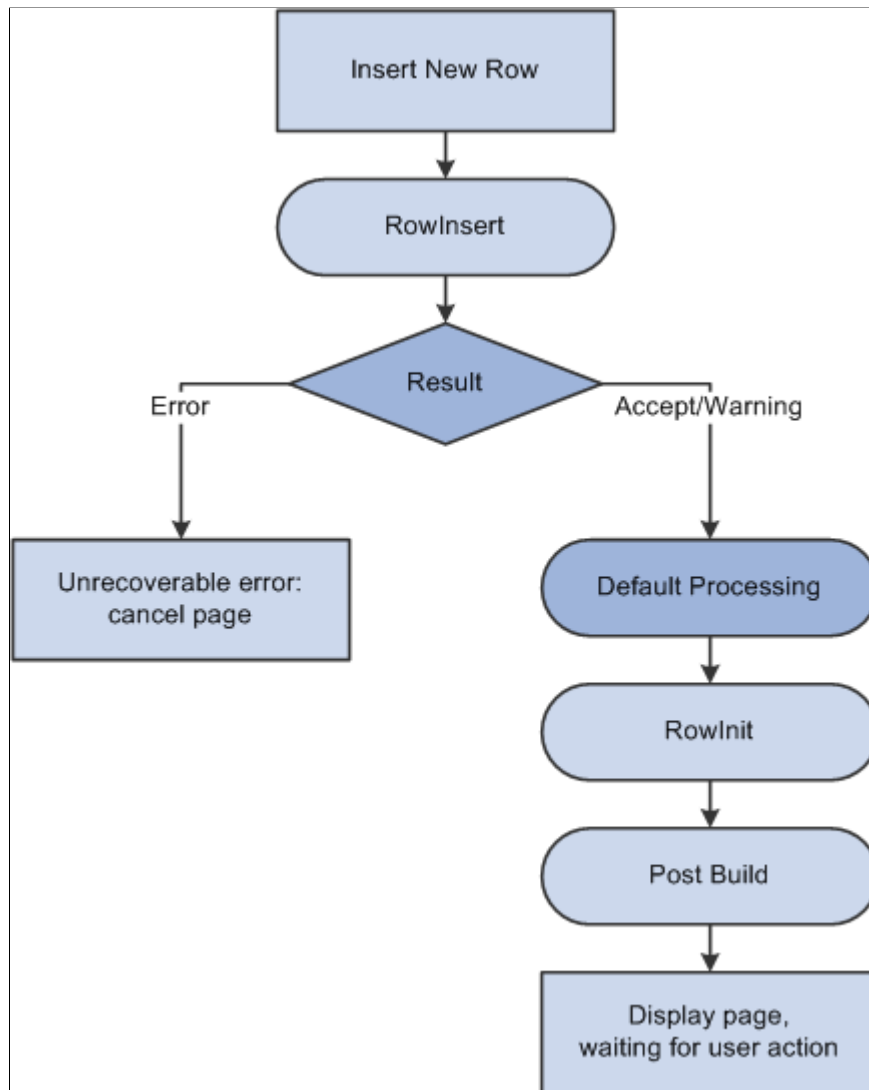 Insert New Row
RowInsert
Result
Error
Accept/Warning
Unrecoverable error:
cancel page
Default Processing
RowInit
Post Build
Display page,
waiting for user action